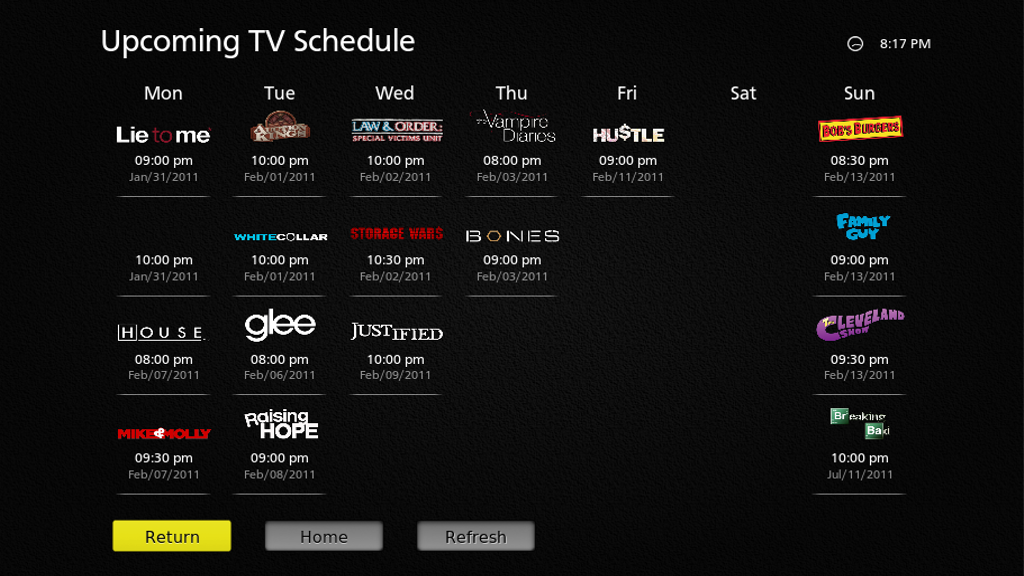 Upcoming TV Schedule
8:17 PM
Mon Tue Wed Thu Fri Sat Sun
Lie to me
09:00 pm
Jan/31/2011
KINGS
10:00 pm
Feb/01/2011
LAW & ORDER:
SPECIAL VICTIMS UNIT
10:00 pm
Feb/02/2011
The Vampire
Diaries
08:00 pm
Feb/03/2011
HU$TLE
09:00 pm
Feb/11/2011
BOB'S BURGERS
08:30 pm
Feb/13/2011
10:00 pm
Jan/31/2011
WHITE COLLAR
10:00 pm
Feb/01/2011
STORAGE WAR$
10:30 pm
Feb/02/2011
BONES
09:00 pm
Feb/03/2011
FAMILY
GUY
09:00 pm
Feb/13/2011
HOUSE
08:00 pm
Feb/07/2011
glee
08:00 pm
Feb/06/2011
JUSTIFIED
10:00 pm
Feb/09/2011
The
CLEVELAND
SHOW
09:30 pm
Feb/13/2011
MIKE & MOLLY
09:30 pm
Feb/07/2011
Raising
HOPE
09:00 pm
Feb/08/2011
Breaking
Bad
10:00 pm
Jul/11/2011
Return
Home
Refresh